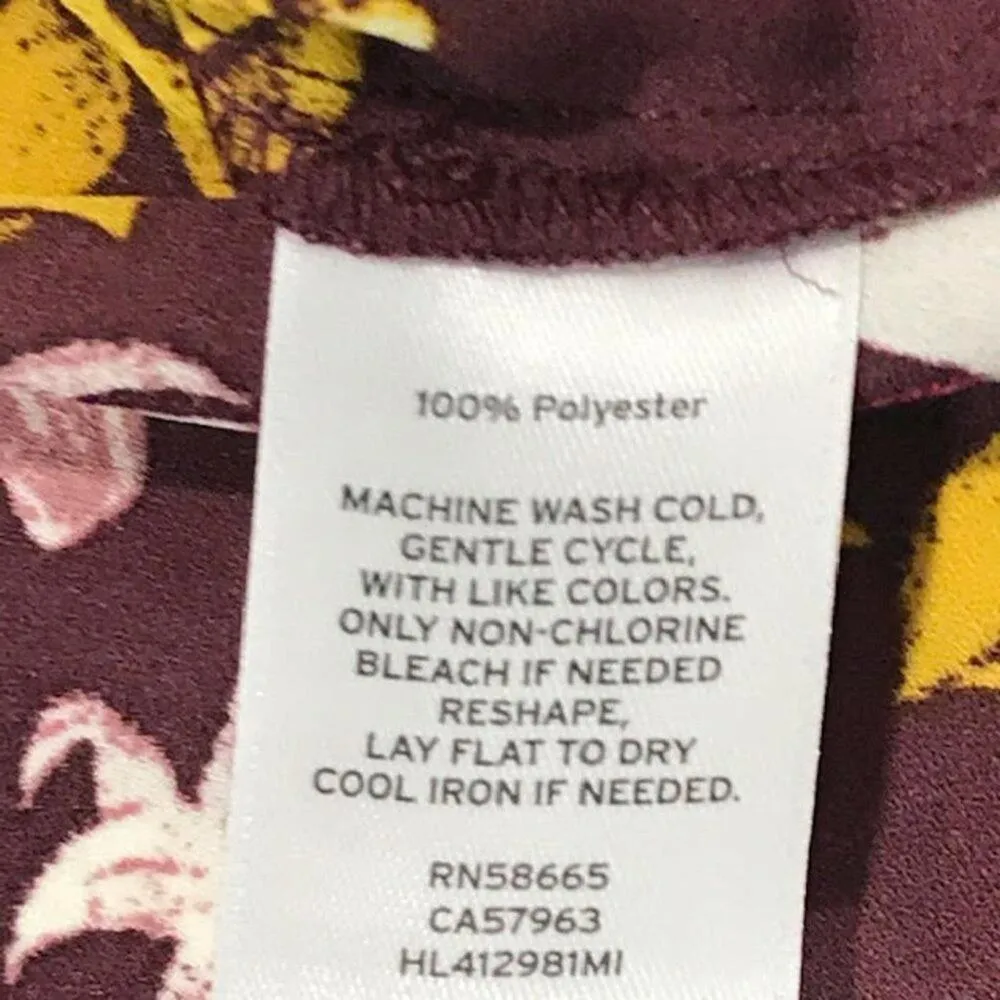 100% Polyester
MACHINE WASH COLD,
GENTLE CYCLE,
WITH LIKE COLORS.
ONLY NON-CHLORINE
BLEACH IF NEEDED
RESHAPE,
LAY FLAT TO DRY
COOL IRON IF NEEDED.
RN58665
CA57963
HL412981MI